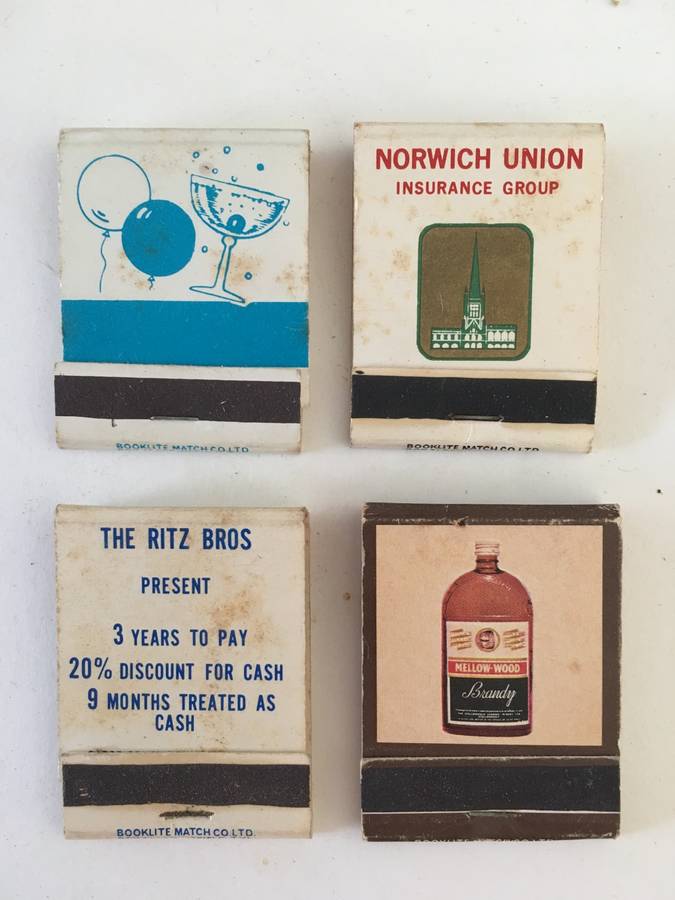 BOOKLITE MATCH CO. LTD.
NORWICH UNION
INSURANCE GROUP
BOOKLITE MATCH CO. LTD.
THE RITZ BROS
PRESENT
3 YEARS TO PAY
20% DISCOUNT FOR CASH
9 MONTHS TREATED AS
CASH
BOOKLITE MATCH CO. LTD.
MELLOW-WOOD
Brandy